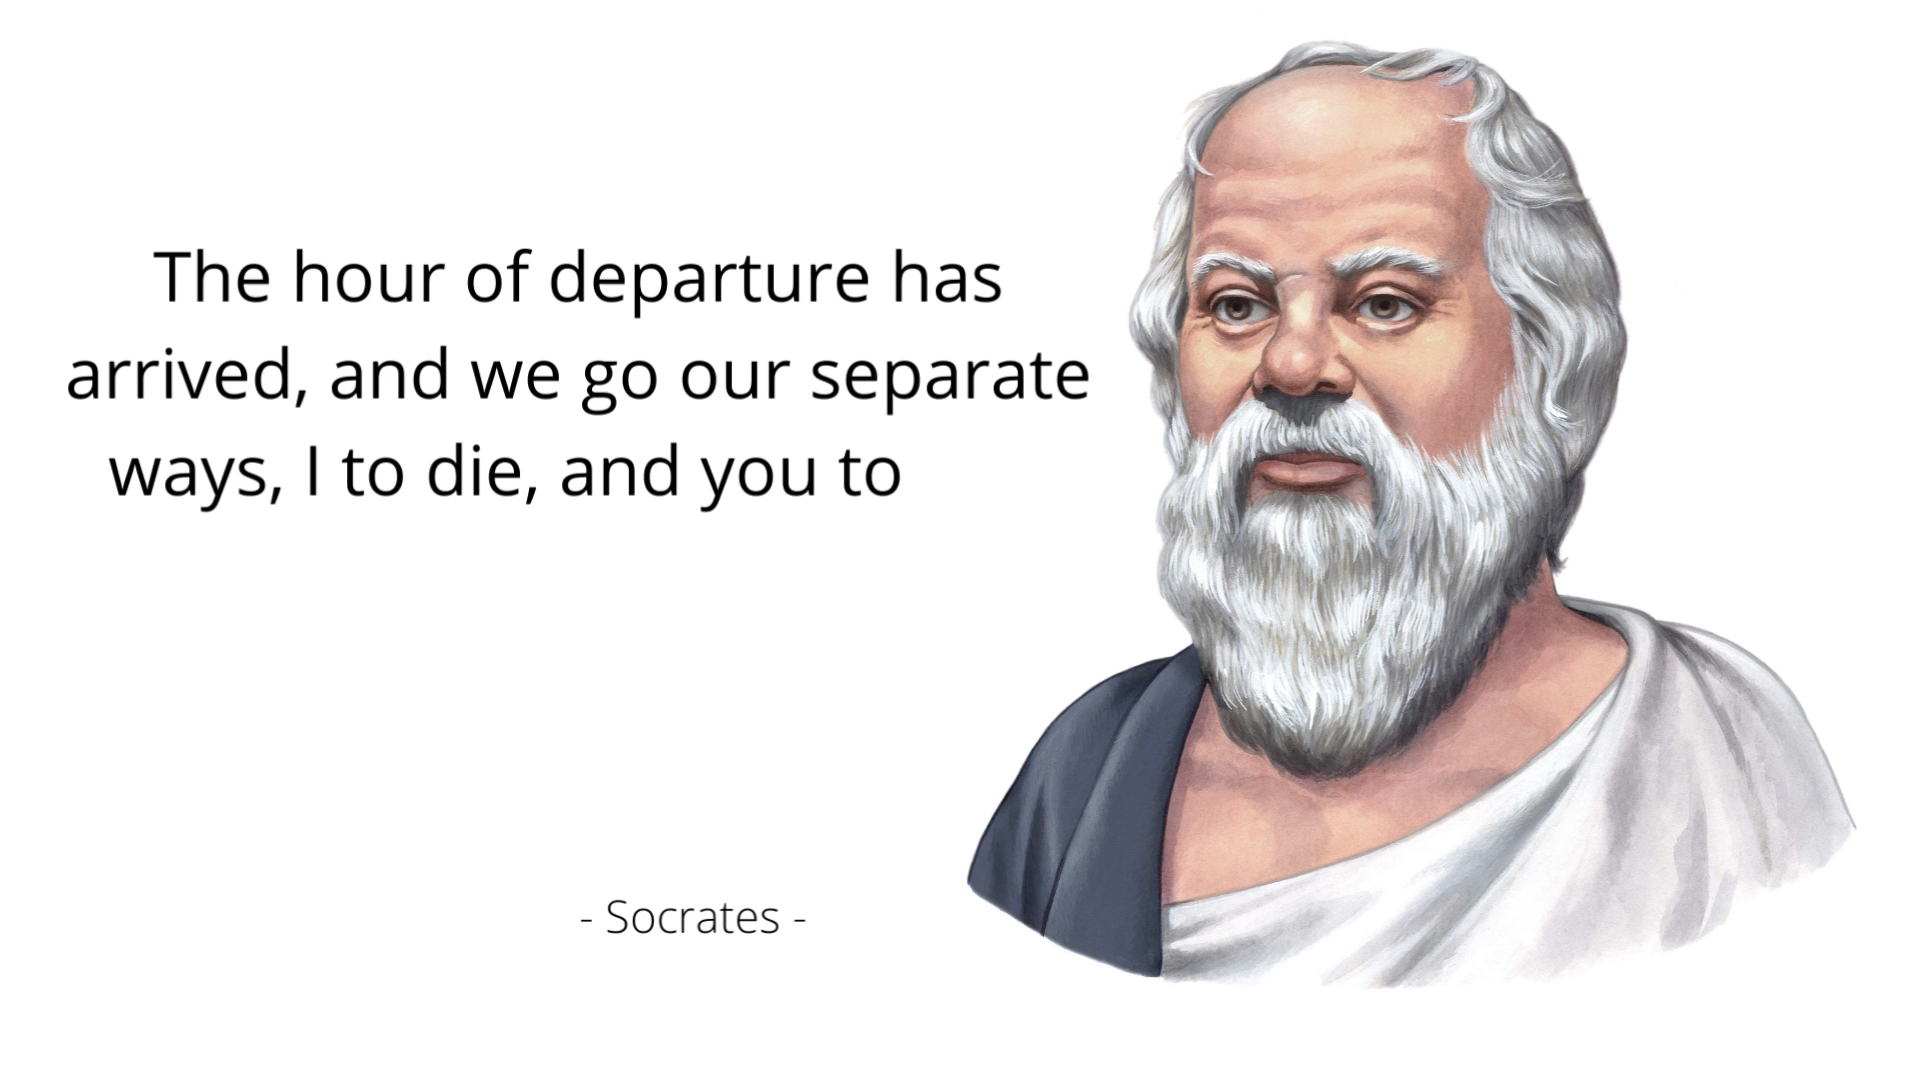 The hour of departure has
arrived, and we go our separate
ways, I to die, and you to
- Socrates -